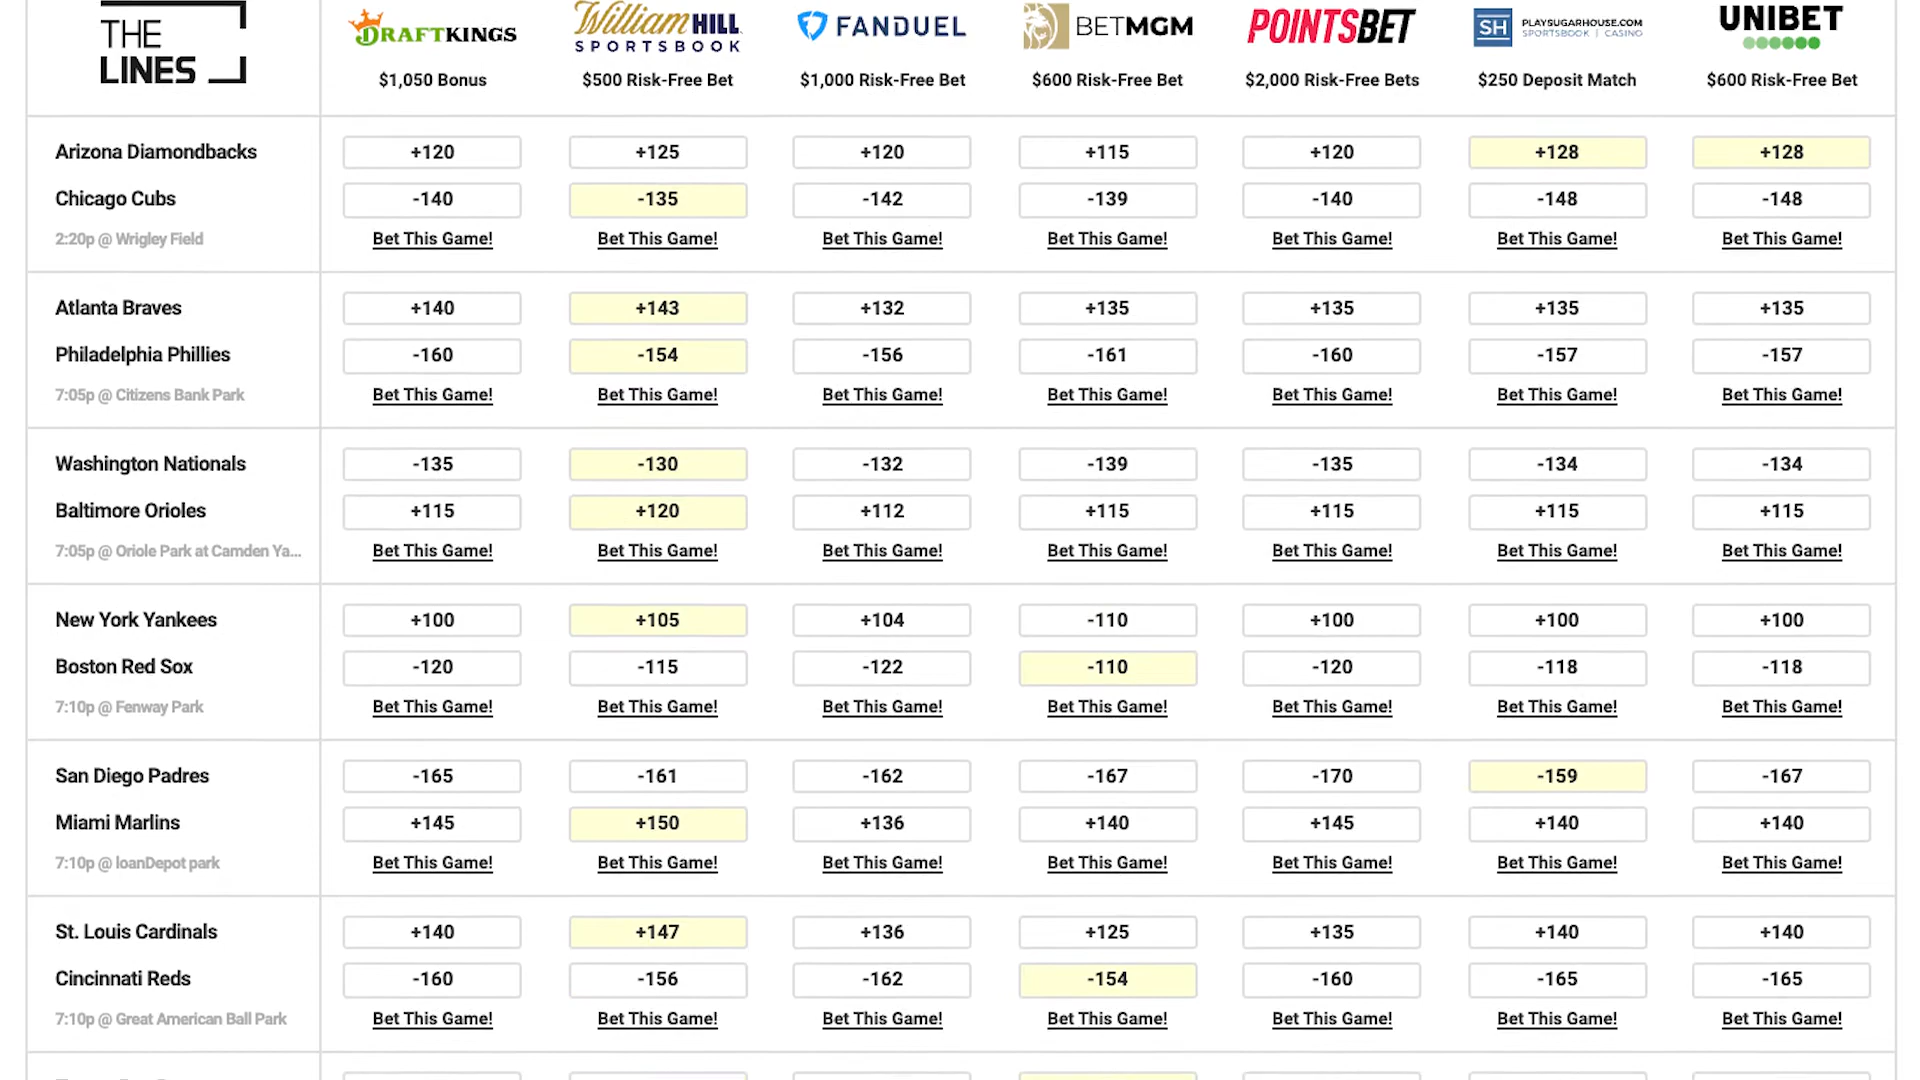 THE LINES DRAFTKINGS William HILL SPORTSBOOK FANDUEL BETMGM POINTSBET SH PLAYSUGARHOUSE.COM SPORTSBOOK | CASINO UNIBET
$1,050 Bonus $500 Risk-Free Bet $1,000 Risk-Free Bet $600 Risk-Free Bet $2,000 Risk-Free Bets $250 Deposit Match $600 Risk-Free Bet
Arizona Diamondbacks +120 +125 +120 +115 +120 +128 +128
Chicago Cubs -140 -135 -142 -139 -140 -148 -148
2:20p @ Wrigley Field Bet This Game! Bet This Game! Bet This Game! Bet This Game! Bet This Game! Bet This Game! Bet This Game!
Atlanta Braves +140 +143 +132 +135 +135 +135 +135
Philadelphia Phillies -160 -154 -156 -161 -160 -157 -157
7:05p @ Citizens Bank Park Bet This Game! Bet This Game! Bet This Game! Bet This Game! Bet This Game! Bet This Game! Bet This Game!
Washington Nationals -135 -130 -132 -139 -135 -134 -134
Baltimore Orioles +115 +120 +112 +115 +115 +115 +115
7:05p @ Oriole Park at Camden Ya... Bet This Game! Bet This Game! Bet This Game! Bet This Game! Bet This Game! Bet This Game! Bet This Game!
New York Yankees +100 +105 +104 -110 +100 +100 +100
Boston Red Sox -120 -115 -122 -110 -120 -118 -118
7:10p @ Fenway Park Bet This Game! Bet This Game! Bet This Game! Bet This Game! Bet This Game! Bet This Game! Bet This Game!
San Diego Padres -165 -161 -162 -167 -170 -159 -167
Miami Marlins +145 +150 +136 +140 +145 +140 +140
7:10p @ loanDepot park Bet This Game! Bet This Game! Bet This Game! Bet This Game! Bet This Game! Bet This Game! Bet This Game!
St. Louis Cardinals +140 +147 +136 +125 +135 +140 +140
Cincinnati Reds -160 -156 -162 -154 -160 -165 -165
7:10p @ Great American Ball Park Bet This Game! Bet This Game! Bet This Game! Bet This Game! Bet This Game! Bet This Game! Bet This Game!